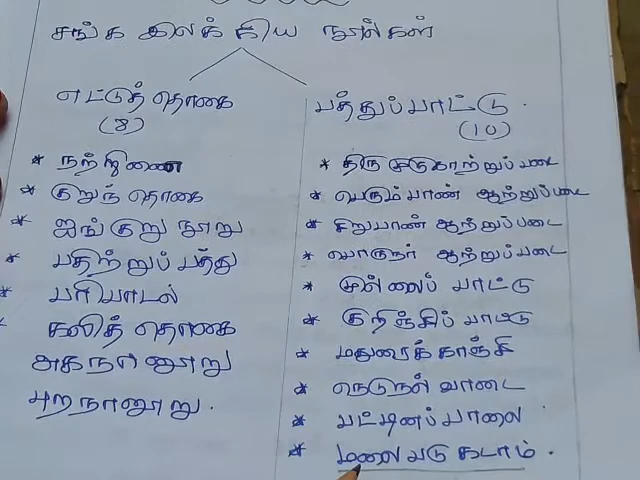 சங்க இலக்கிய நூல்கள்
எட்டுத்தொகை
(8)
* நற்றிணை
* குறுந்தொகை
* ஐங்குறுநூறு
* பதிற்றுப்பத்து
* பரிபாடல்
* கலித்தொகை
அகநானூறு
புறநானூறு.
பத்துப்பாட்டு.
(10)
* திருமுருகாற்றுப்படை
* பெரும்பாண் ஆற்றுப்படை
* சிறுபாண் ஆற்றுப்படை
* பொருநர் ஆற்றுப்படை
* முல்லைப் பாட்டு
* குறிஞ்சிப் பாட்டு
* மதுரைக்காஞ்சி
* நெடுநல் வாடை
* பட்டினப்பாலை
* மலைபடுகடாம்.